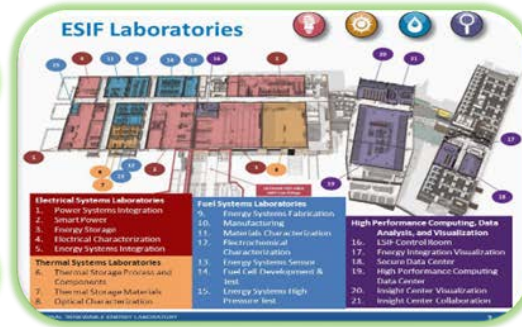 ESIF Laboratories
Electrical Systems Laboratories
1. Power Systems Integration
2. Smart Power
3. Energy Storage
4. Electrical Characterization
5. Energy Systems Integration
Thermal Systems Laboratories
6. Thermal Storage Process and
Components
7. Thermal Storage Materials
8. Optical Characterization
Fuel Systems Laboratories
9. Energy Systems Fabrication
10. Manufacturing
11. Materials Characterization
12. Electrochemical
Characterization
13. Energy Systems Sensor
14. Fuel Cell Development &
Test
15. Energy Systems High
Pressure Test
High Performance Computing, Data
Analysis, and Visualization
16. ESIF Control Room
17. Energy Integration Visualization
18. Secure Data Center
19. High Performance Computing
Data Center
20. Insight Center Visualization
21. Insight Center Collaboration
RENEWABLE ENERGY LABORATORY